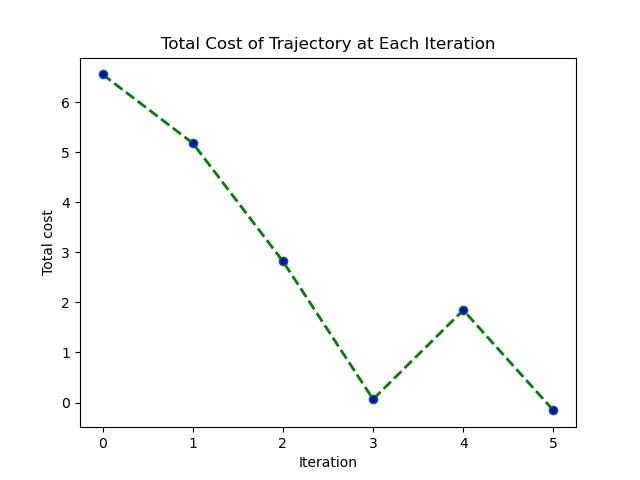 Total Cost of Trajectory at Each Iteration
6
5
4
3
2
1
0
Total cost
0 1 2 3 4 5
Iteration